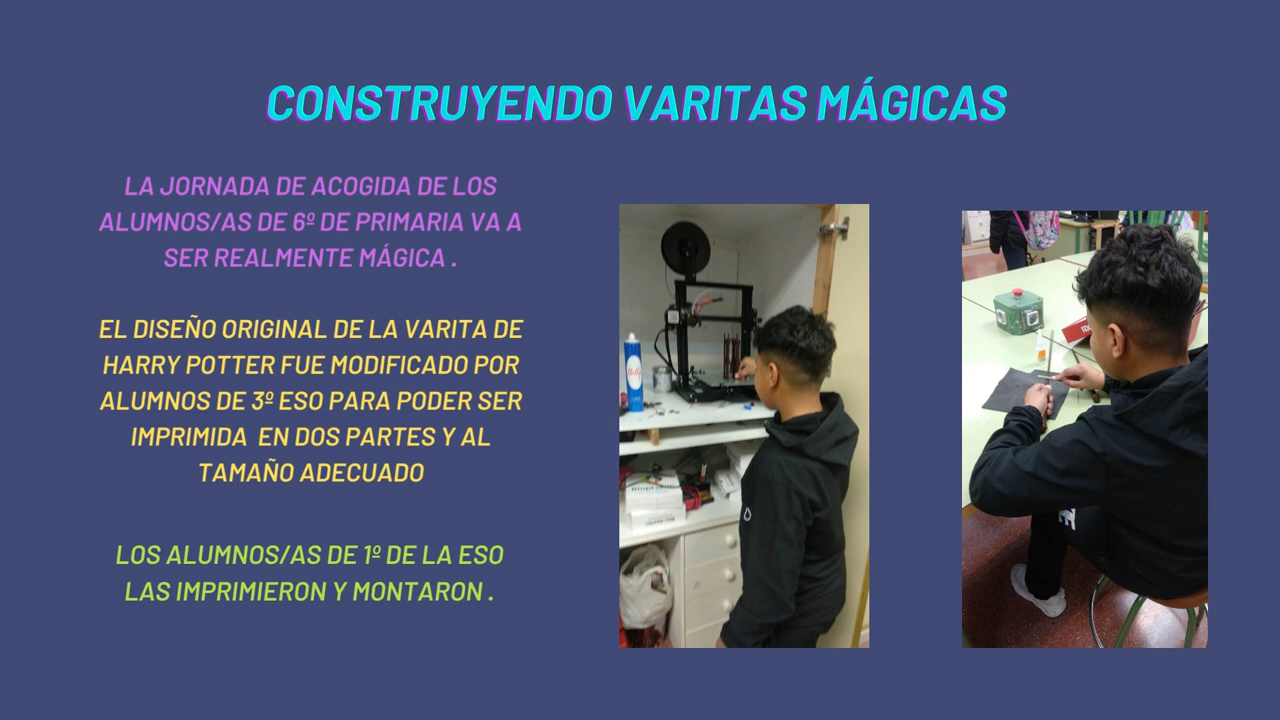 CONSTRUYENDO VARITAS MÁGICAS
LA JORNADA DE ACOGIDA DE LOS
ALUMNOS/AS DE 6º DE PRIMARIA VA A
SER REALMENTE MÁGICA .
EL DISEÑO ORIGINAL DE LA VARITA DE
HARRY POTTER FUE MODIFICADO POR
ALUMNOS DE 3º ESO PARA PODER SER
IMPRIMIDA  EN DOS PARTES Y AL
TAMAÑO ADECUADO
LOS ALUMNOS/AS DE 1º DE LA ESO
LAS IMPRIMIERON Y MONTARON .
Nelly